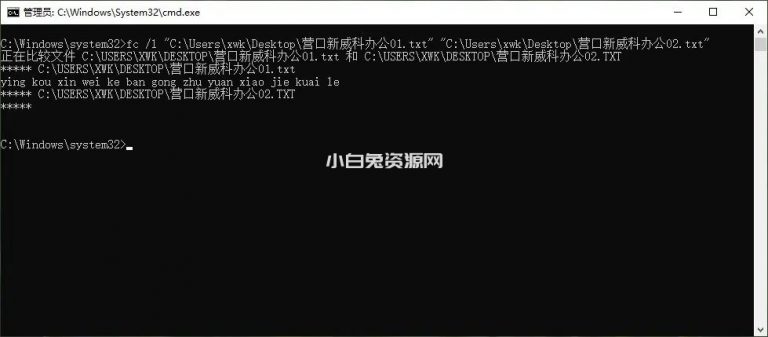 管理员: C:\Windows\System32\cmd.exe
C:\Windows\system32>fc /l "C:\Users\xwk\Desktop\营口新威科办公01.txt" "C:\Users\xwk\Desktop\营口新威科办公02.txt"
正在比较文件 C:\USERS\XWK\DESKTOP\营口新威科办公01.txt 和 C:\USERS\XWK\DESKTOP\营口新威科办公02.TXT
***** C:\USERS\XWK\DESKTOP\营口新威科办公01.txt
ying kou xin wei ke ban gong zhu yuan xiao jie kuai le
***** C:\USERS\XWK\DESKTOP\营口新威科办公02.TXT
*****
C:\Windows\system32>
小白兔资源网